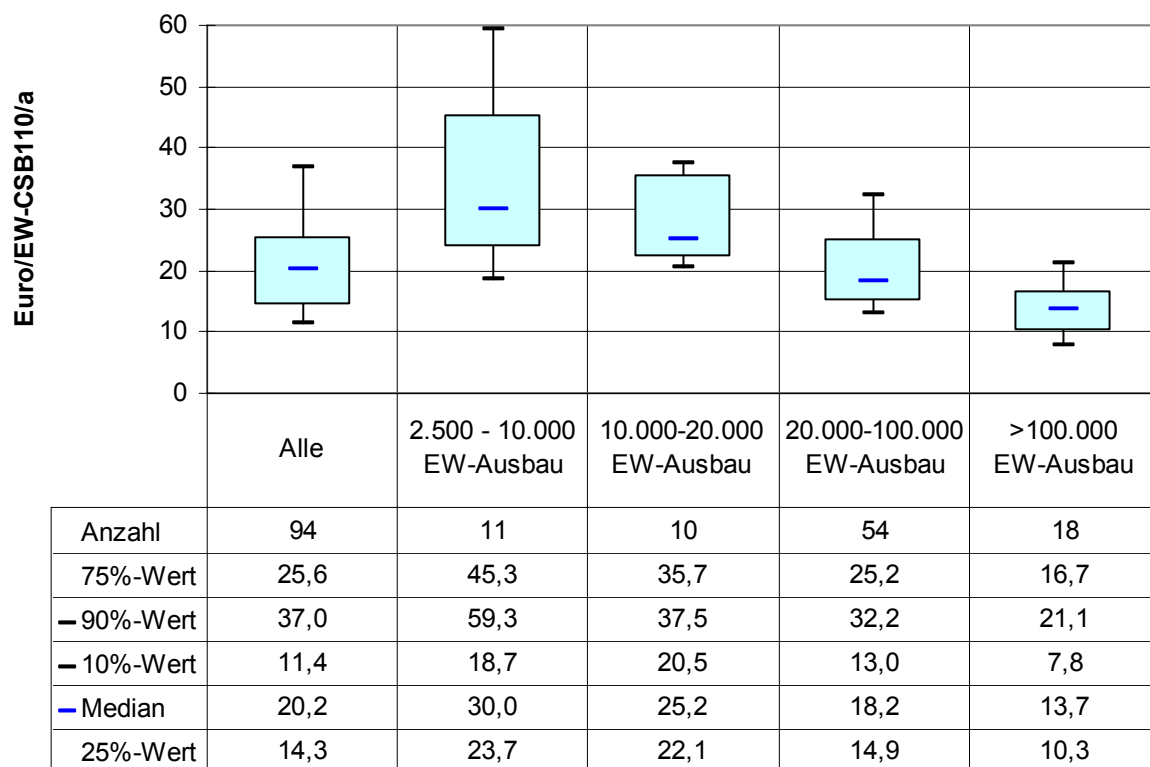 Euro/EW-CSB110/a
60
50
40
30
20
10
0
Alle
2.500 - 10.000
EW-Ausbau
10.000-20.000
EW-Ausbau
20.000-100.000
EW-Ausbau
>100.000
EW-Ausbau
Anzahl 94 11 10 54 18
75%-Wert 25,6 45,3 35,7 25,2 16,7
90%-Wert 37,0 59,3 37,5 32,2 21,1
10%-Wert 11,4 18,7 20,5 13,0 7,8
Median 20,2 30,0 25,2 18,2 13,7
25%-Wert 14,3 23,7 22,1 14,9 10,3